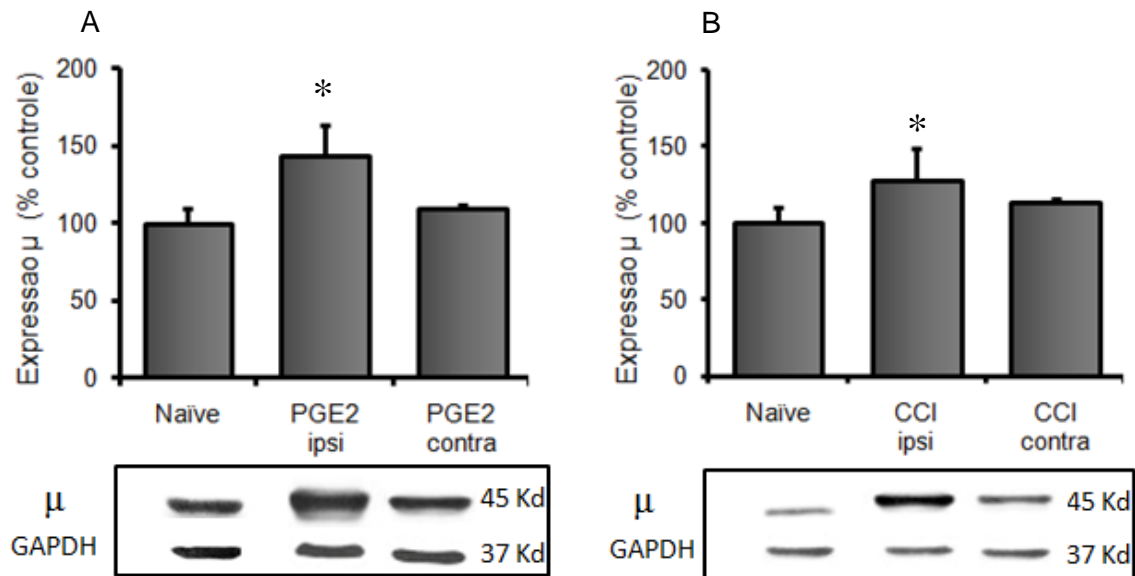 A
Expressao µ (% controle)
200
150
100
50
0
*
Naïve
PGE2
ipsi
PGE2
contra
µ
45 Kd
GAPDH
37 Kd
B
Expressao µ (% controle)
200
150
100
50
0
*
Naïve
CCI
ipsi
CCI
contra
µ
45 Kd
GAPDH
37 Kd